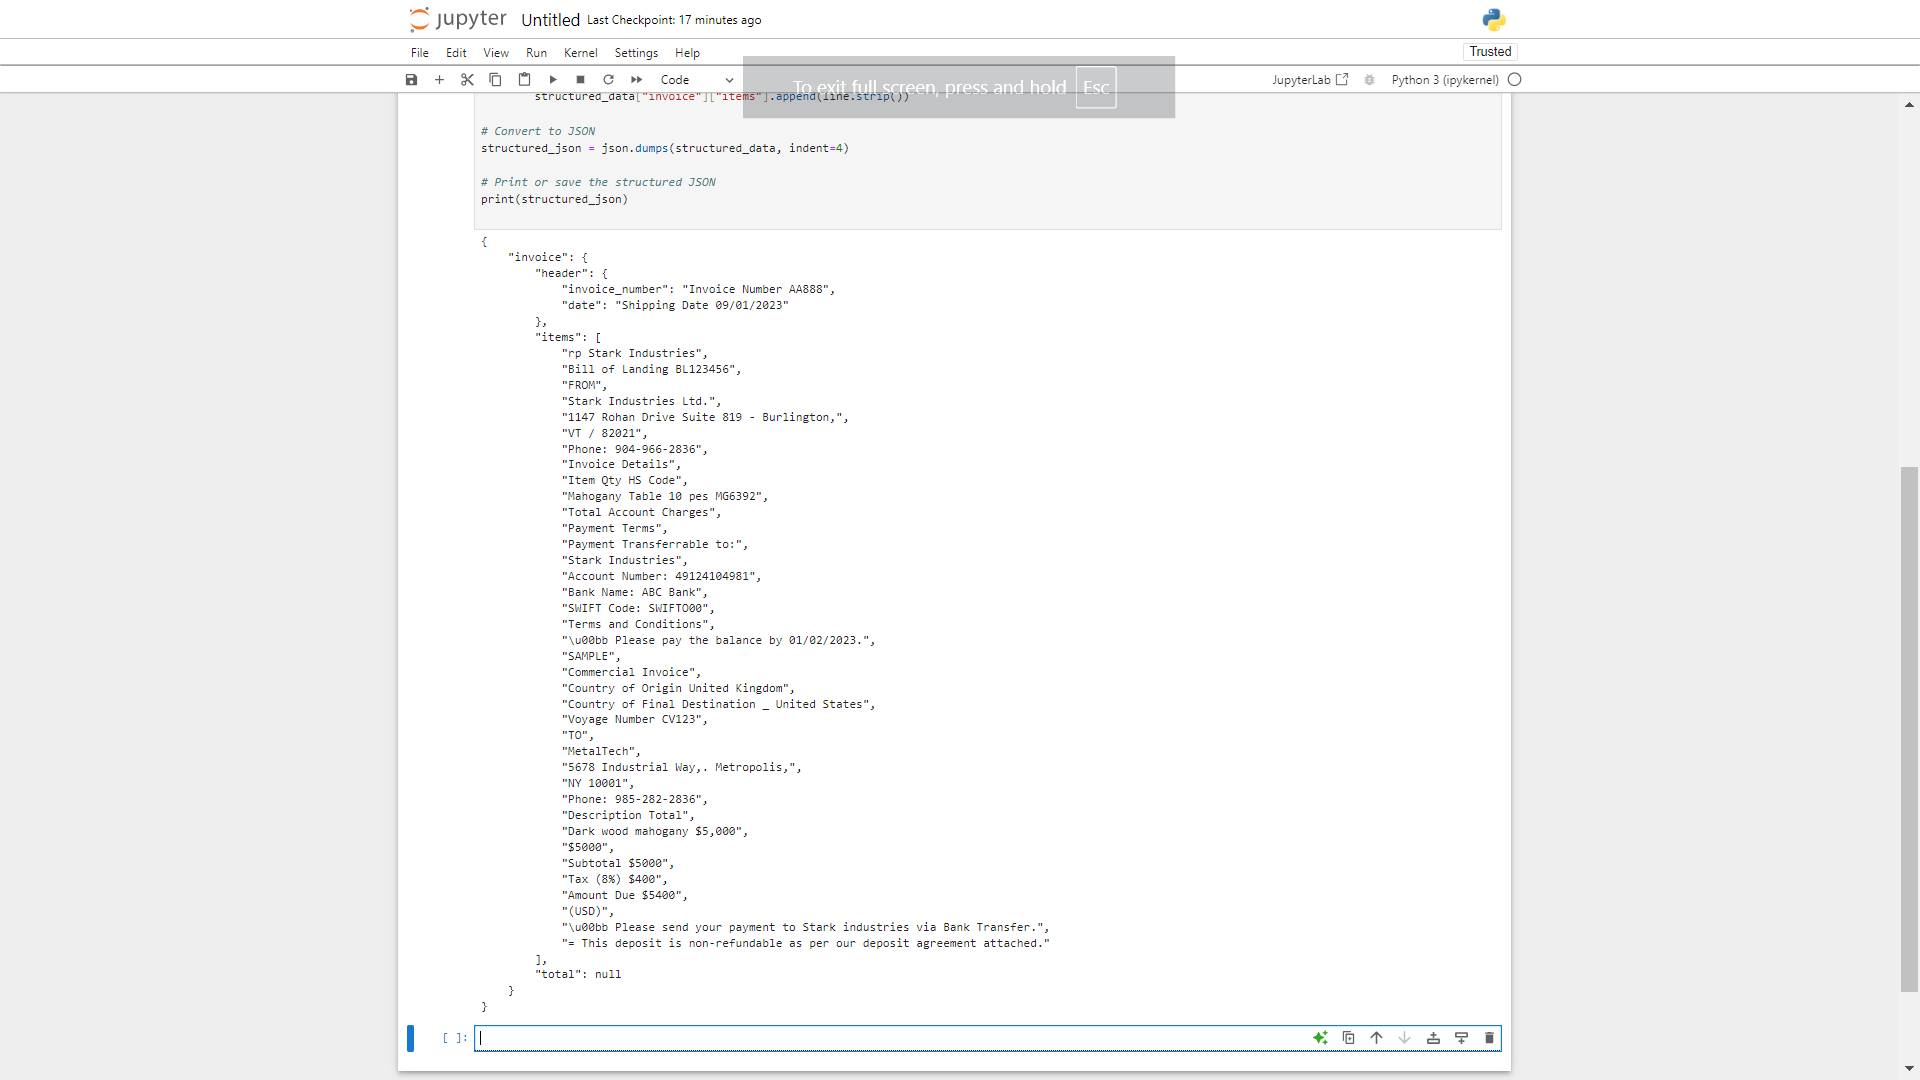 jupyter Untitled Last Checkpoint: 17 minutes ago
File Edit View Run Kernel Settings Help
Trusted
Code
To exit full screen, press and hold Esc
JupyterLab Python 3 (ipykernel)
structured_data["invoice"]["items"].append(line.strip())
# Convert to JSON
structured_json = json.dumps(structured_data, indent=4)
# Print or save the structured JSON
print(structured_json)
{
"invoice": {
"header": {
"invoice_number": "Invoice Number AA888",
"date": "Shipping Date 09/01/2023"
},
"items": [
"rp Stark Industries",
"Bill of Landing BL123456",
"FROM",
"Stark Industries Ltd.",
"1147 Rohan Drive Suite 819 - Burlington,",
"VT / 82021",
"Phone: 904-966-2836",
"Invoice Details",
"Item Qty HS Code",
"Mahogany Table 10 pes MG6392",
"Total Account Charges",
"Payment Terms",
"Payment Transferrable to:",
"Stark Industries",
"Account Number: 49124104981",
"Bank Name: ABC Bank",
"SWIFT Code: SWIFTO00",
"Terms and Conditions",
"\u00bb Please pay the balance by 01/02/2023.",
"SAMPLE",
"Commercial Invoice",
"Country of Origin United Kingdom",
"Country of Final Destination _ United States",
"Voyage Number CV123",
"TO",
"MetalTech",
"5678 Industrial Way,. Metropolis,",
"NY 10001",
"Phone: 985-282-2836",
"Description Total",
"Dark wood mahogany $5,000",
"$5000",
"Subtotal $5000",
"Tax (8%) $400",
"Amount Due $5400",
"(USD)",
"\u00bb Please send your payment to Stark industries via Bank Transfer.",
"= This deposit is non-refundable as per our deposit agreement attached."
],
"total": null
}
}
[ ]: